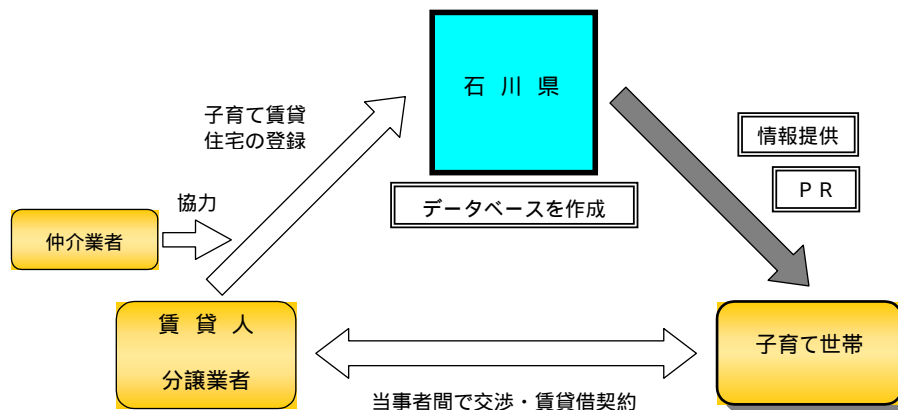 石川県
子育て賃貸
住宅の登録
情報提供
PR
データベースを作成
協力
仲介業者
賃貸人
分譲業者
子育て世帯
当事者間で交渉・賃貸借契約